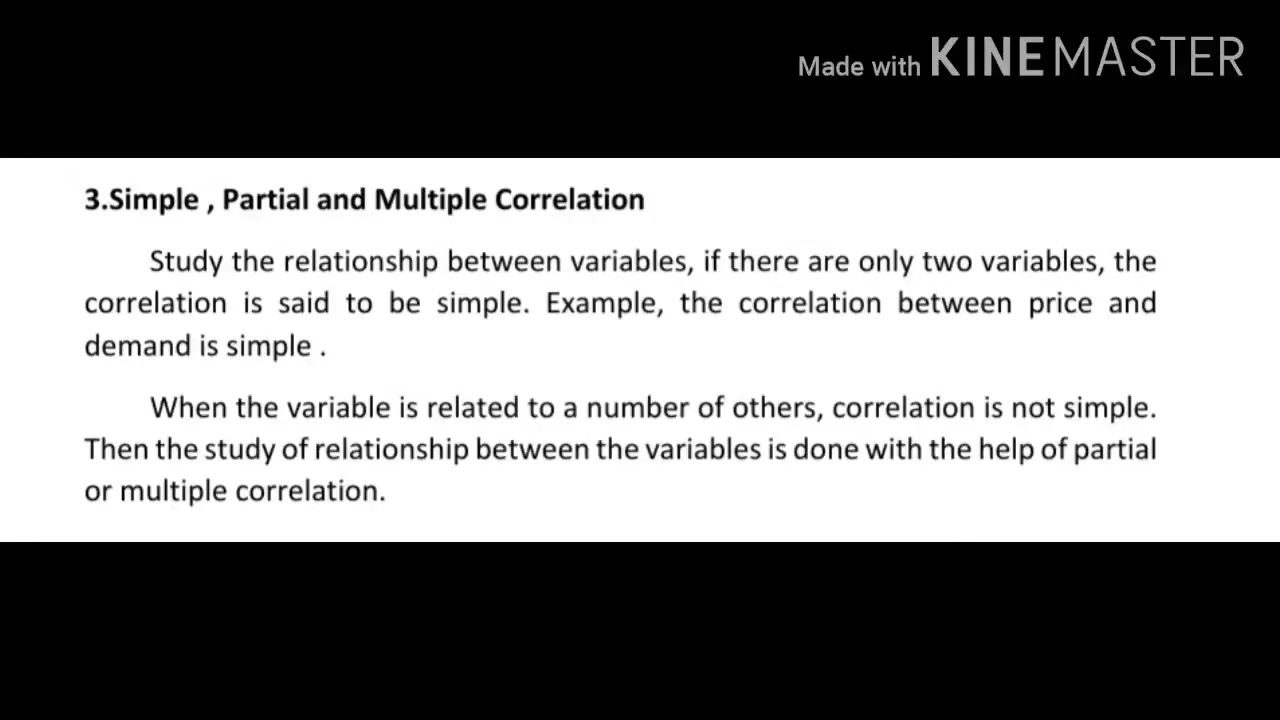 Made with KINEMASTER
3.Simple , Partial and Multiple Correlation
Study the relationship between variables, if there are only two variables, the
correlation is said to be simple. Example, the correlation between price and
demand is simple .
When the variable is related to a number of others, correlation is not simple.
Then the study of relationship between the variables is done with the help of partial
or multiple correlation.